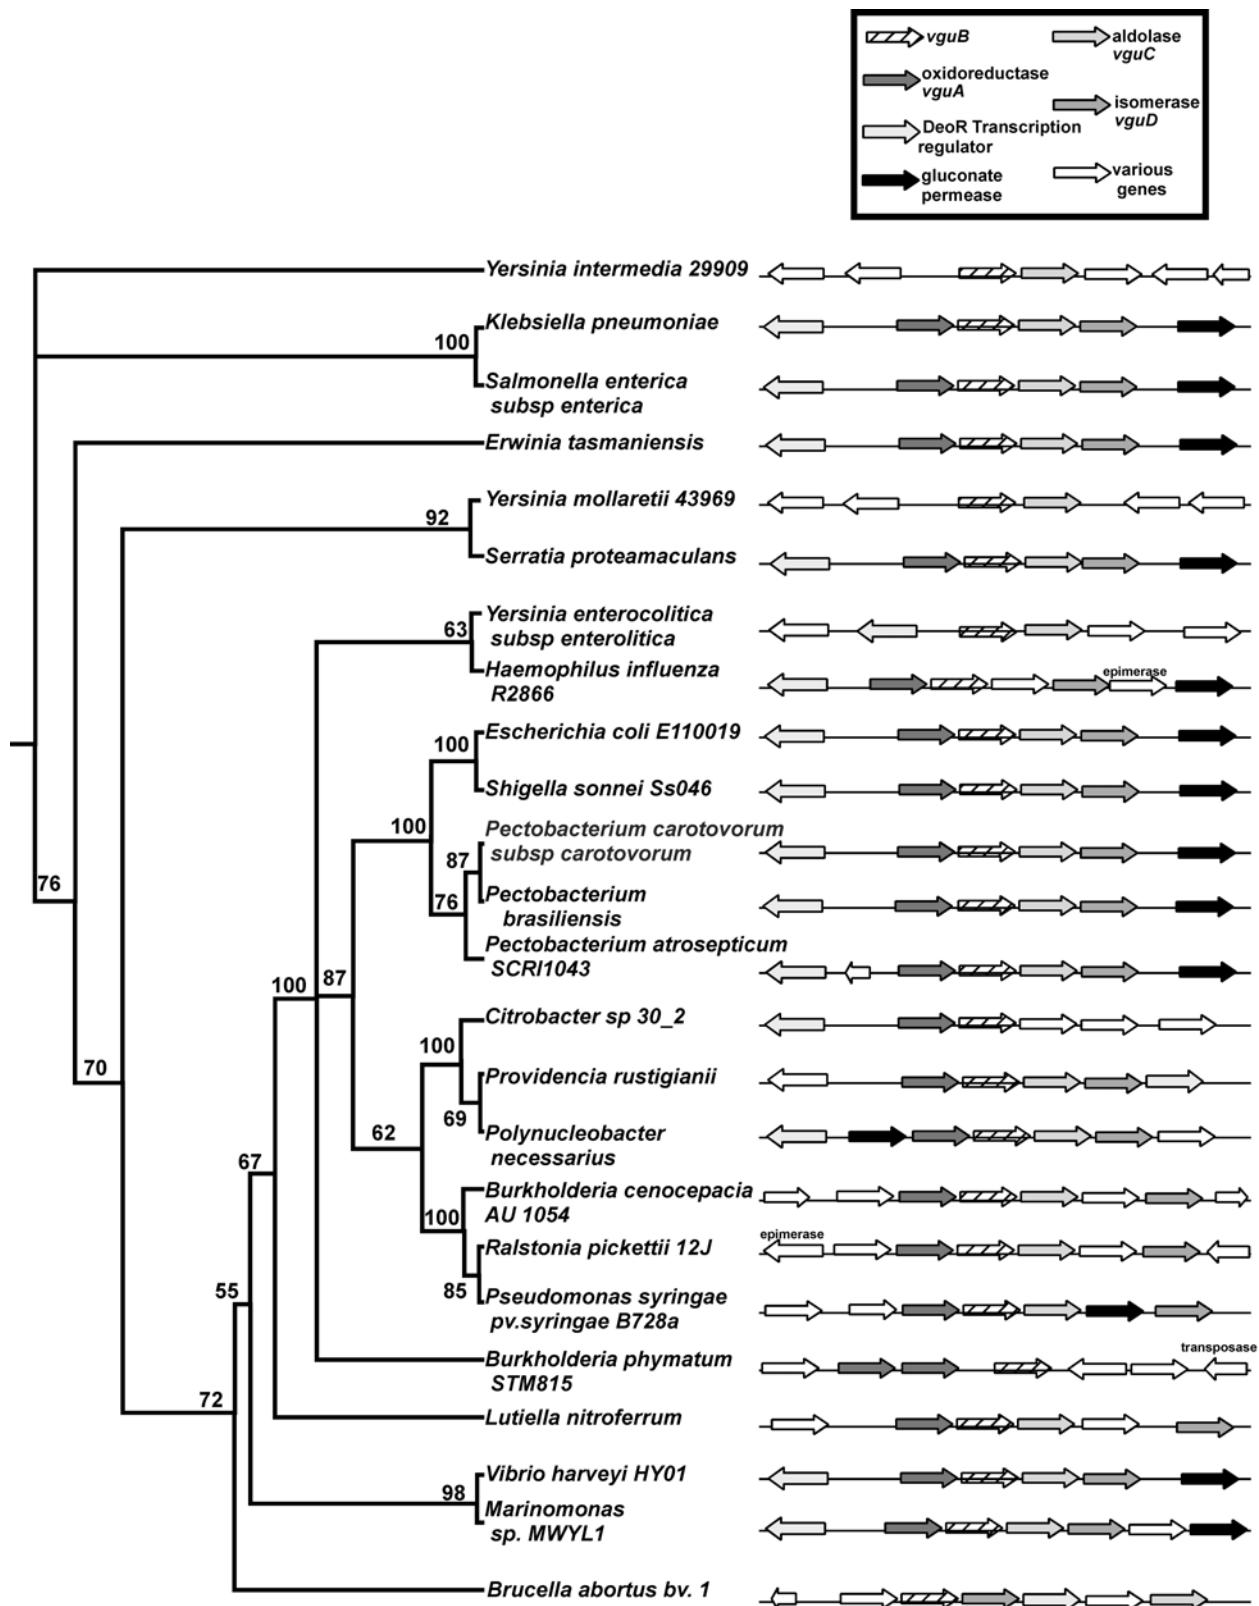 vguB
aldolase
vguC
oxidoreductase
vguA
isomerase
vguD
DeoR Transcription
regulator
gluconate
permease
various
genes
Yersinia intermedia 29909
Klebsiella pneumoniae
100
Salmonella enterica
subsp enterica
Erwinia tasmaniensis
Yersinia mollaretii 43969
92
Serratia proteamaculans
Yersinia enterocolitica
63
subsp enterolitica
Haemophilus influenza
epimerase
R2866
Escherichia coli E110019
100
Shigella sonnei Ss046
100
Pectobacterium carotovorum
87
subsp carotovorum
76
Pectobacterium
76
brasiliensis
Pectobacterium atrosepticum
SCRI1043
100
87
Citrobacter sp 30_2
100
70
Providencia rustigianii
69
62
Polynucleobacter
necessarius
67
Burkholderia cenocepacia
100
AU 1054
epimerase
Ralstonia pickettii 12J
55
85
Pseudomonas syringae
pv.syringae B728a
Burkholderia phymatum
transposase
STM815
72
Lutiella nitroferrum
Vibrio harveyi HY01
98
Marinomonas
sp. MWYL1
Brucella abortus bv. 1